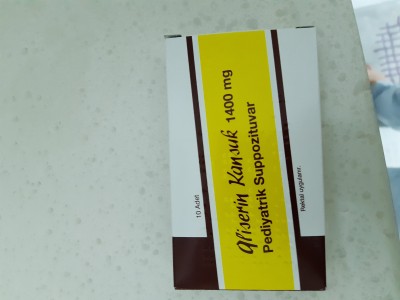 10 Adet
Gliserin Kansuk 1400 mg
Pediyatrik Suppozituvar
Rektal uygulanır.